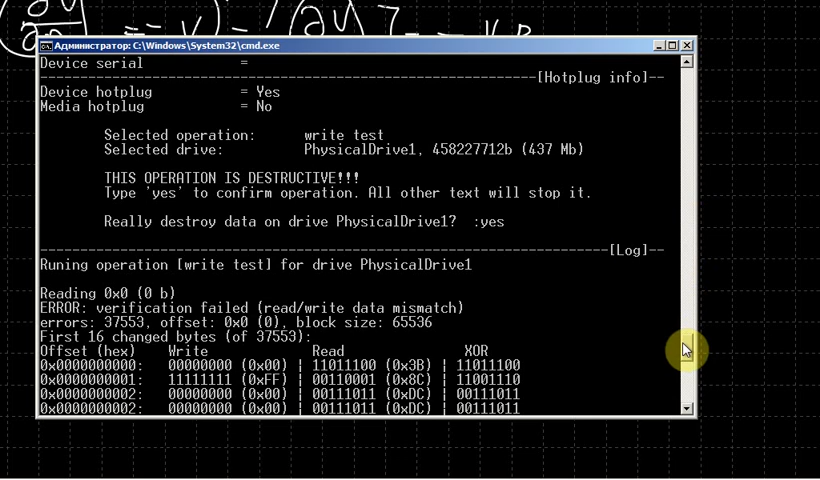 Администратор: C:\Windows\System32\cmd.exe
Device serial =
[Hotplug info]--
Device hotplug = Yes
Media hotplug = No
Selected operation: write test
Selected drive: PhysicalDrive1, 458227712b (437 Mb)
THIS OPERATION IS DESTRUCTIVE!!!
Type 'yes' to confirm operation. All other text will stop it.
Really destroy data on drive PhysicalDrive1? :yes
[Log]--
Runing operation [write test] for drive PhysicalDrive1
Reading 0x0 (0 b)
ERROR: verification failed (read/write data mismatch)
errors: 37553, offset: 0x0 (0), block size: 65536
First 16 changed bytes (of 37553):
Offset (hex) Write Read XOR
0x0000000000: 00000000 (0x00) | 11011100 (0x3B) | 11011100
0x0000000001: 11111111 (0xFF) | 00110001 (0x8C) | 11001110
0x0000000002: 00000000 (0x00) | 00111011 (0xDC) | 00111011
0x0000000002: 00000000 (0x00) | 00111011 (0xDC) | 00111011